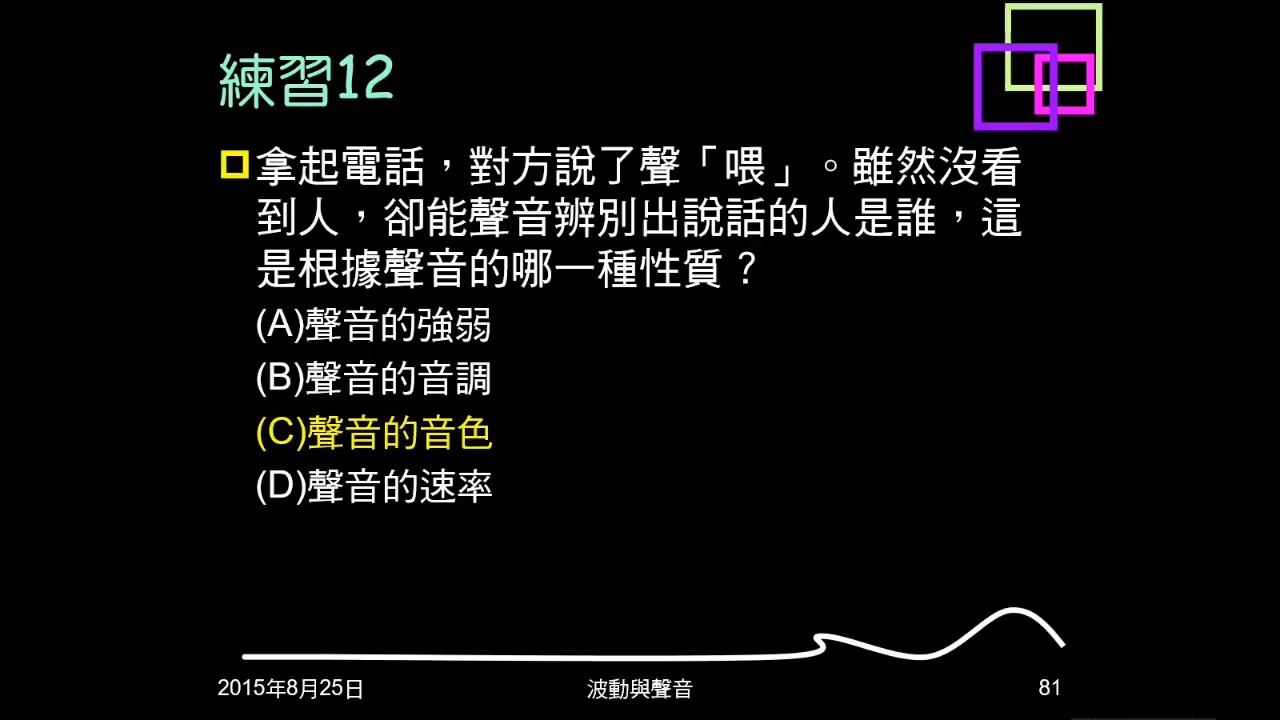 練習12
拿起電話，對方說了聲「喂」。雖然沒看
到人，卻能聲音辨別出說話的人是誰，這
是根據聲音的哪一種性質？
(A)聲音的強弱
(B)聲音的音調
(C)聲音的音色
(D)聲音的速率
2015年8月25日
波動與聲音
81